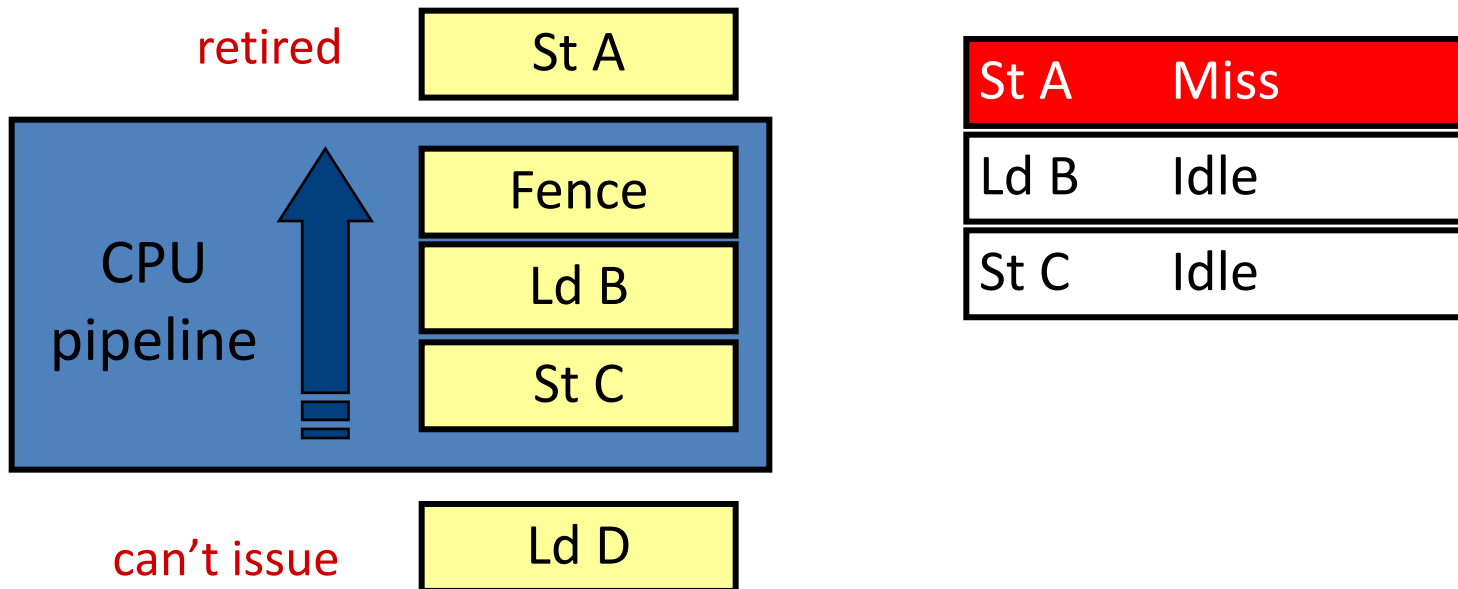 retired
St A
CPU
pipeline
Fence
Ld B
St C
can’t issue
Ld D
St A Miss
Ld B Idle
St C Idle